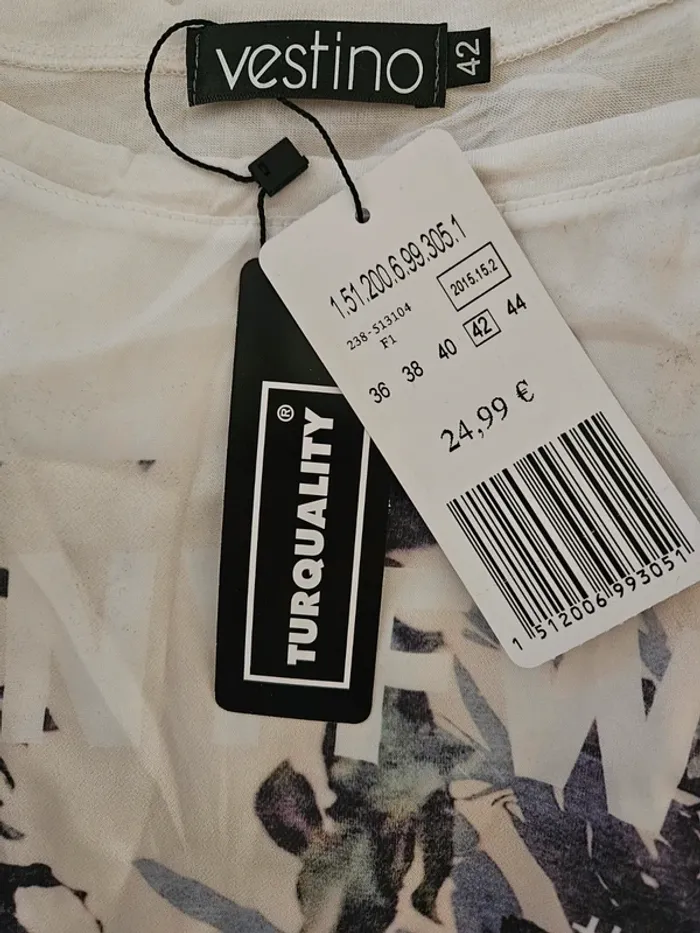 vestino
42
1.51.200.6.99.305.1
2015.15.2
238-S13104
F1
36 38 40 42 44
24,99 €
1 512006 993051
TURQUALITY®